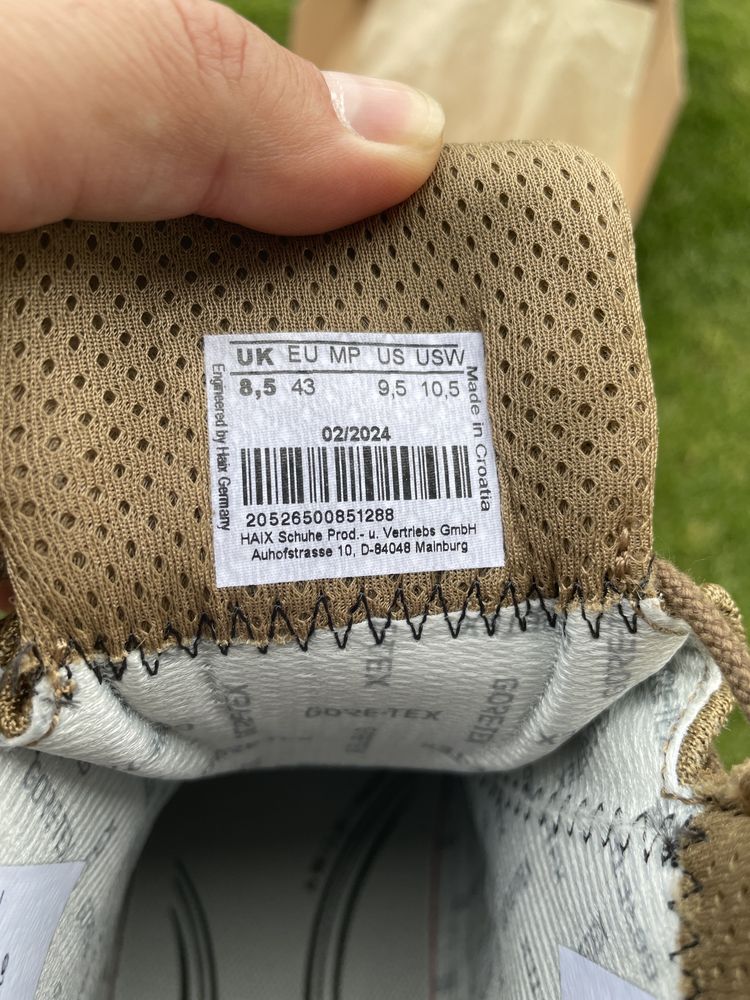 UK EU MP US USW
8,5 43 9,5 10,5
Engineered by Haix Germany
Made in Croatia
02/2024
20526500851288
HAIX Schuhe Prod.- u. Vertriebs GmbH
Auhofstrasse 10, D-84048 Mainburg
GORE-TEX
GORE-TEX